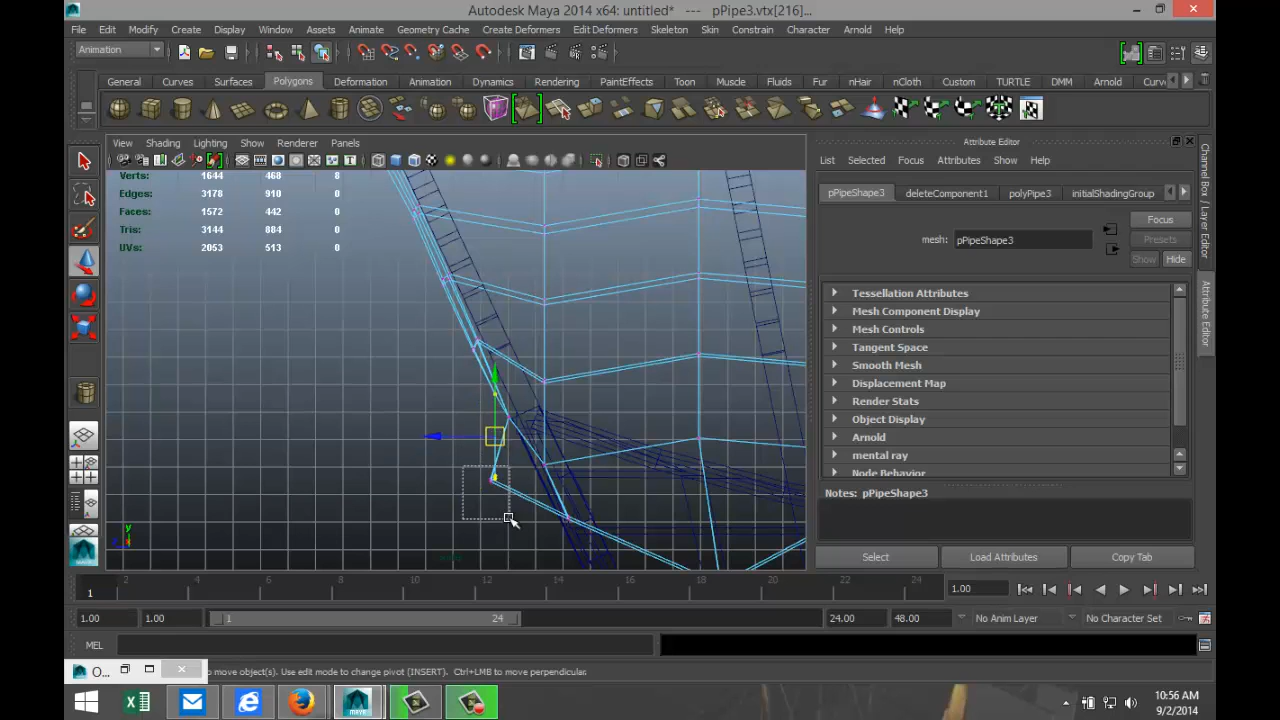 Autodesk Maya 2014 x64: untitled*   ---   pPipe3.vtx[216]...
File Edit Modify Create Display Window Assets Animate Geometry Cache Create Deformers Edit Deformers Skeleton Skin Constrain Character Arnold Help
Animation
General Curves Surfaces Polygons Deformation Animation Dynamics Rendering PaintEffects Toon Muscle Fluids Fur nHair nCloth Custom TURTLE DMM Arnold Curv
View Shading Lighting Show Renderer Panels
Attribute Editor
List Selected Focus Attributes Show Help
Verts: 1644 468 8
Edges: 3178 910 0
Faces: 1572 442 0
Tris: 3144 884 0
UVs: 2053 513 0
pPipeShape3 deleteComponent1 polyPipe3 initialShadingGroup
mesh: pPipeShape3
Focus
Presets
Show Hide
Tessellation Attributes
Mesh Component Display
Mesh Controls
Tangent Space
Smooth Mesh
Displacement Map
Render Stats
Object Display
Arnold
mental ray
Node Behavior
Notes: pPipeShape3
Select Load Attributes Copy Tab
Channel Box / Layer Editor
Attribute Editor
y
2 4 6 8 10 12 14 16 18 20 22 24
1
1.00
1.00 1.00 1 24 24.00 48.00 No Anim Layer No Character Set
MEL
O...
to move object(s). Use edit mode to change pivot [INSERT]. Ctrl+LMB to move perpendicular.
10:56 AM
9/2/2014